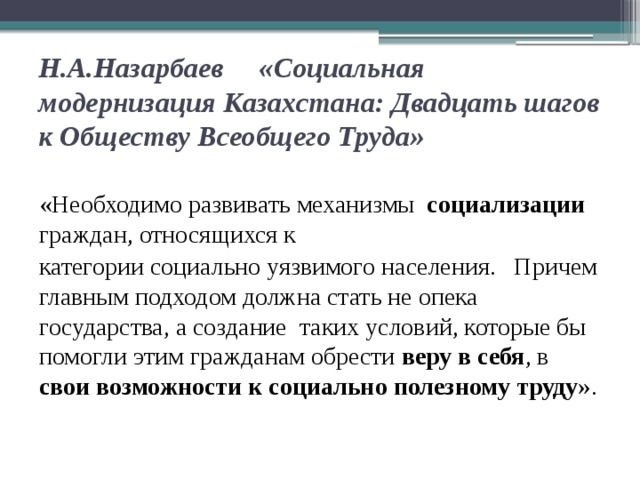 Н.А.Назарбаев «Социальная
модернизация Казахстана: Двадцать шагов
к Обществу Всеобщего Труда»
«Необходимо развивать механизмы социализации
граждан, относящихся к
категории социально уязвимого населения. Причем
главным подходом должна стать не опека
государства, а создание таких условий, которые бы
помогли этим гражданам обрести веру в себя, в
свои возможности к социально полезному труду».